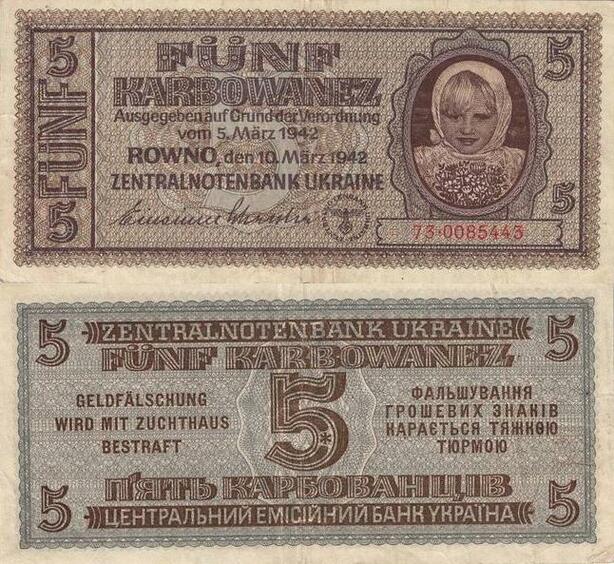 5 FÜNF 5
FÜNF
KARBOWANEZ
Ausgegeben auf Grund der Verordnung
vom 5. März 1942
ROWNO, den 10. März 1942
ZENTRALNOTENBANK UKRAINE
5
5
73·0085443
5 ZENTRALNOTENBANK UKRAINE 5
FÜNF KARBOWANEZ
GELDFÄLSCHUNG
WIRD MIT ZUCHTHAUS
BESTRAFT
5
*
ФАЛЬШУВАННЯ
ГРОШЕВИХ ЗНАКІВ
КАРАЄТЬСЯ ТЯЖКОЮ
ТЮРМОЮ
П'ЯТЬ КАРБОВАНЦІВ
5 ЦЕНТРАЛЬНИЙ ЕМІСІЙНИЙ БАНК УКРАЇНА 5